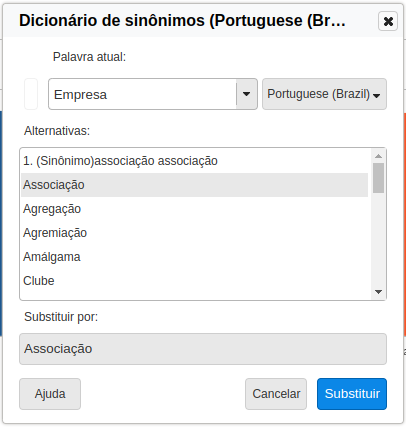 Dicionário de sinônimos (Portuguese (Br…
Palavra atual:
Empresa
Portuguese (Brazil)
Alternativas:
1. (Sinônimo)associação associação
Associação
Agregação
Agremiação
Amálgama
Clube
Substituir por:
Associação
Ajuda
Cancelar
Substituir